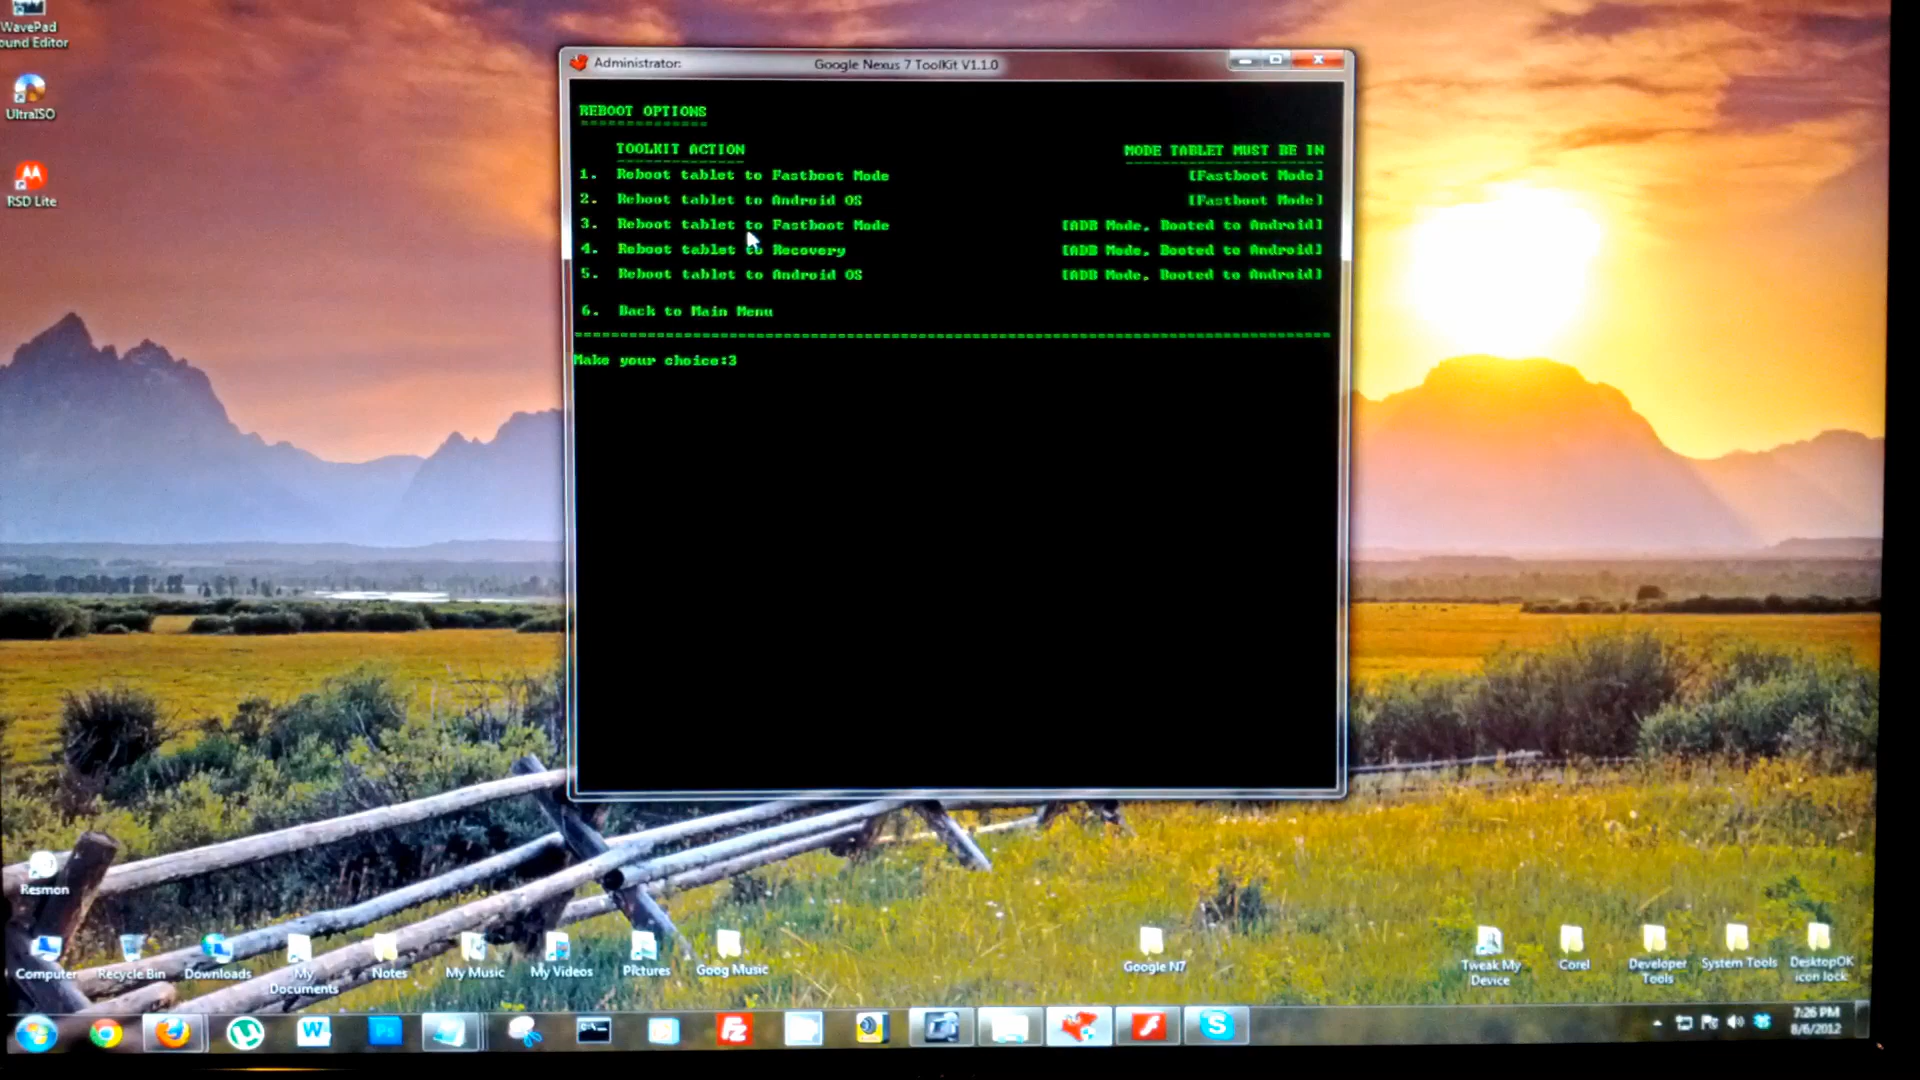 WavePad
ound Editor
UltraISO
RSD Lite
Administrator:
Google Nexus 7 ToolKit V1.1.0
REBOOT OPTIONS
TOOLKIT ACTION MODE TABLET MUST BE IN
1. Reboot tablet to Fastboot Mode [Fastboot Mode]
2. Reboot tablet to Android OS [Fastboot Mode]
3. Reboot tablet to Fastboot Mode [ADB Mode, Booted to Android]
4. Reboot tablet to Recovery [ADB Mode, Booted to Android]
5. Reboot tablet to Android OS [ADB Mode, Booted to Android]
6. Back to Main Menu
Make your choice:3
Resmon
Computer
Recycle Bin
Downloads
My
Documents
Notes
My Music
My Videos
Pictures
Goog Music
Google N7
Tweak My
Device
Corel
Developer
Tools
System Tools
DesktopOK
icon lock
7:26 PM
8/6/2012